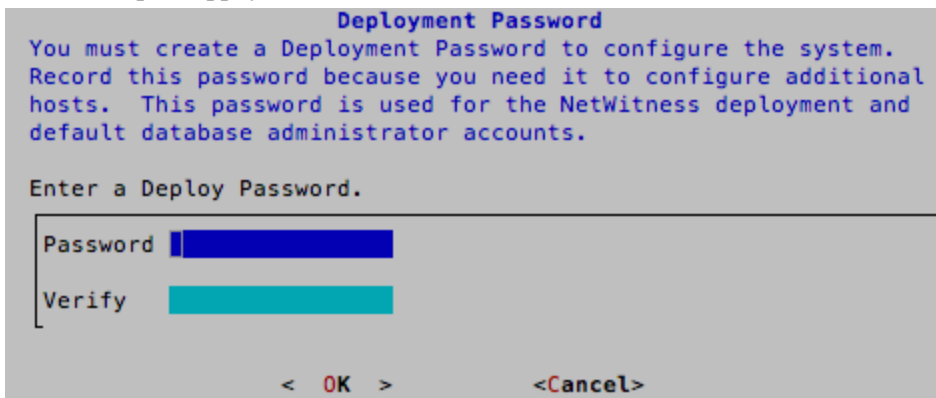 Deployment Password
You must create a Deployment Password to configure the system.
Record this password because you need it to configure additional
hosts.  This password is used for the NetWitness deployment and
default database administrator accounts.
Enter a Deploy Password.
Password
Verify
<  OK  >          <Cancel>